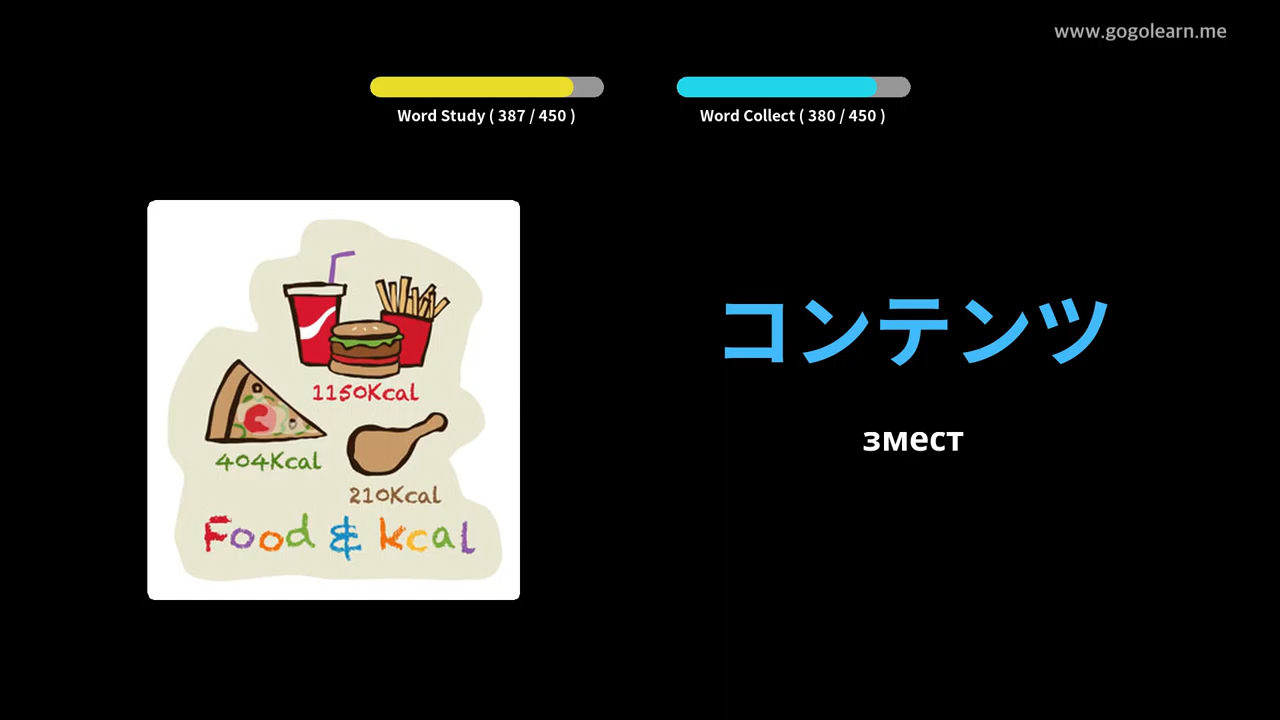 www.gogolearn.me
Word Study ( 387 / 450 )
Word Collect ( 380 / 450 )
1150Kcal
404Kcal
210Kcal
Food & kcal
コンテンツ
змест